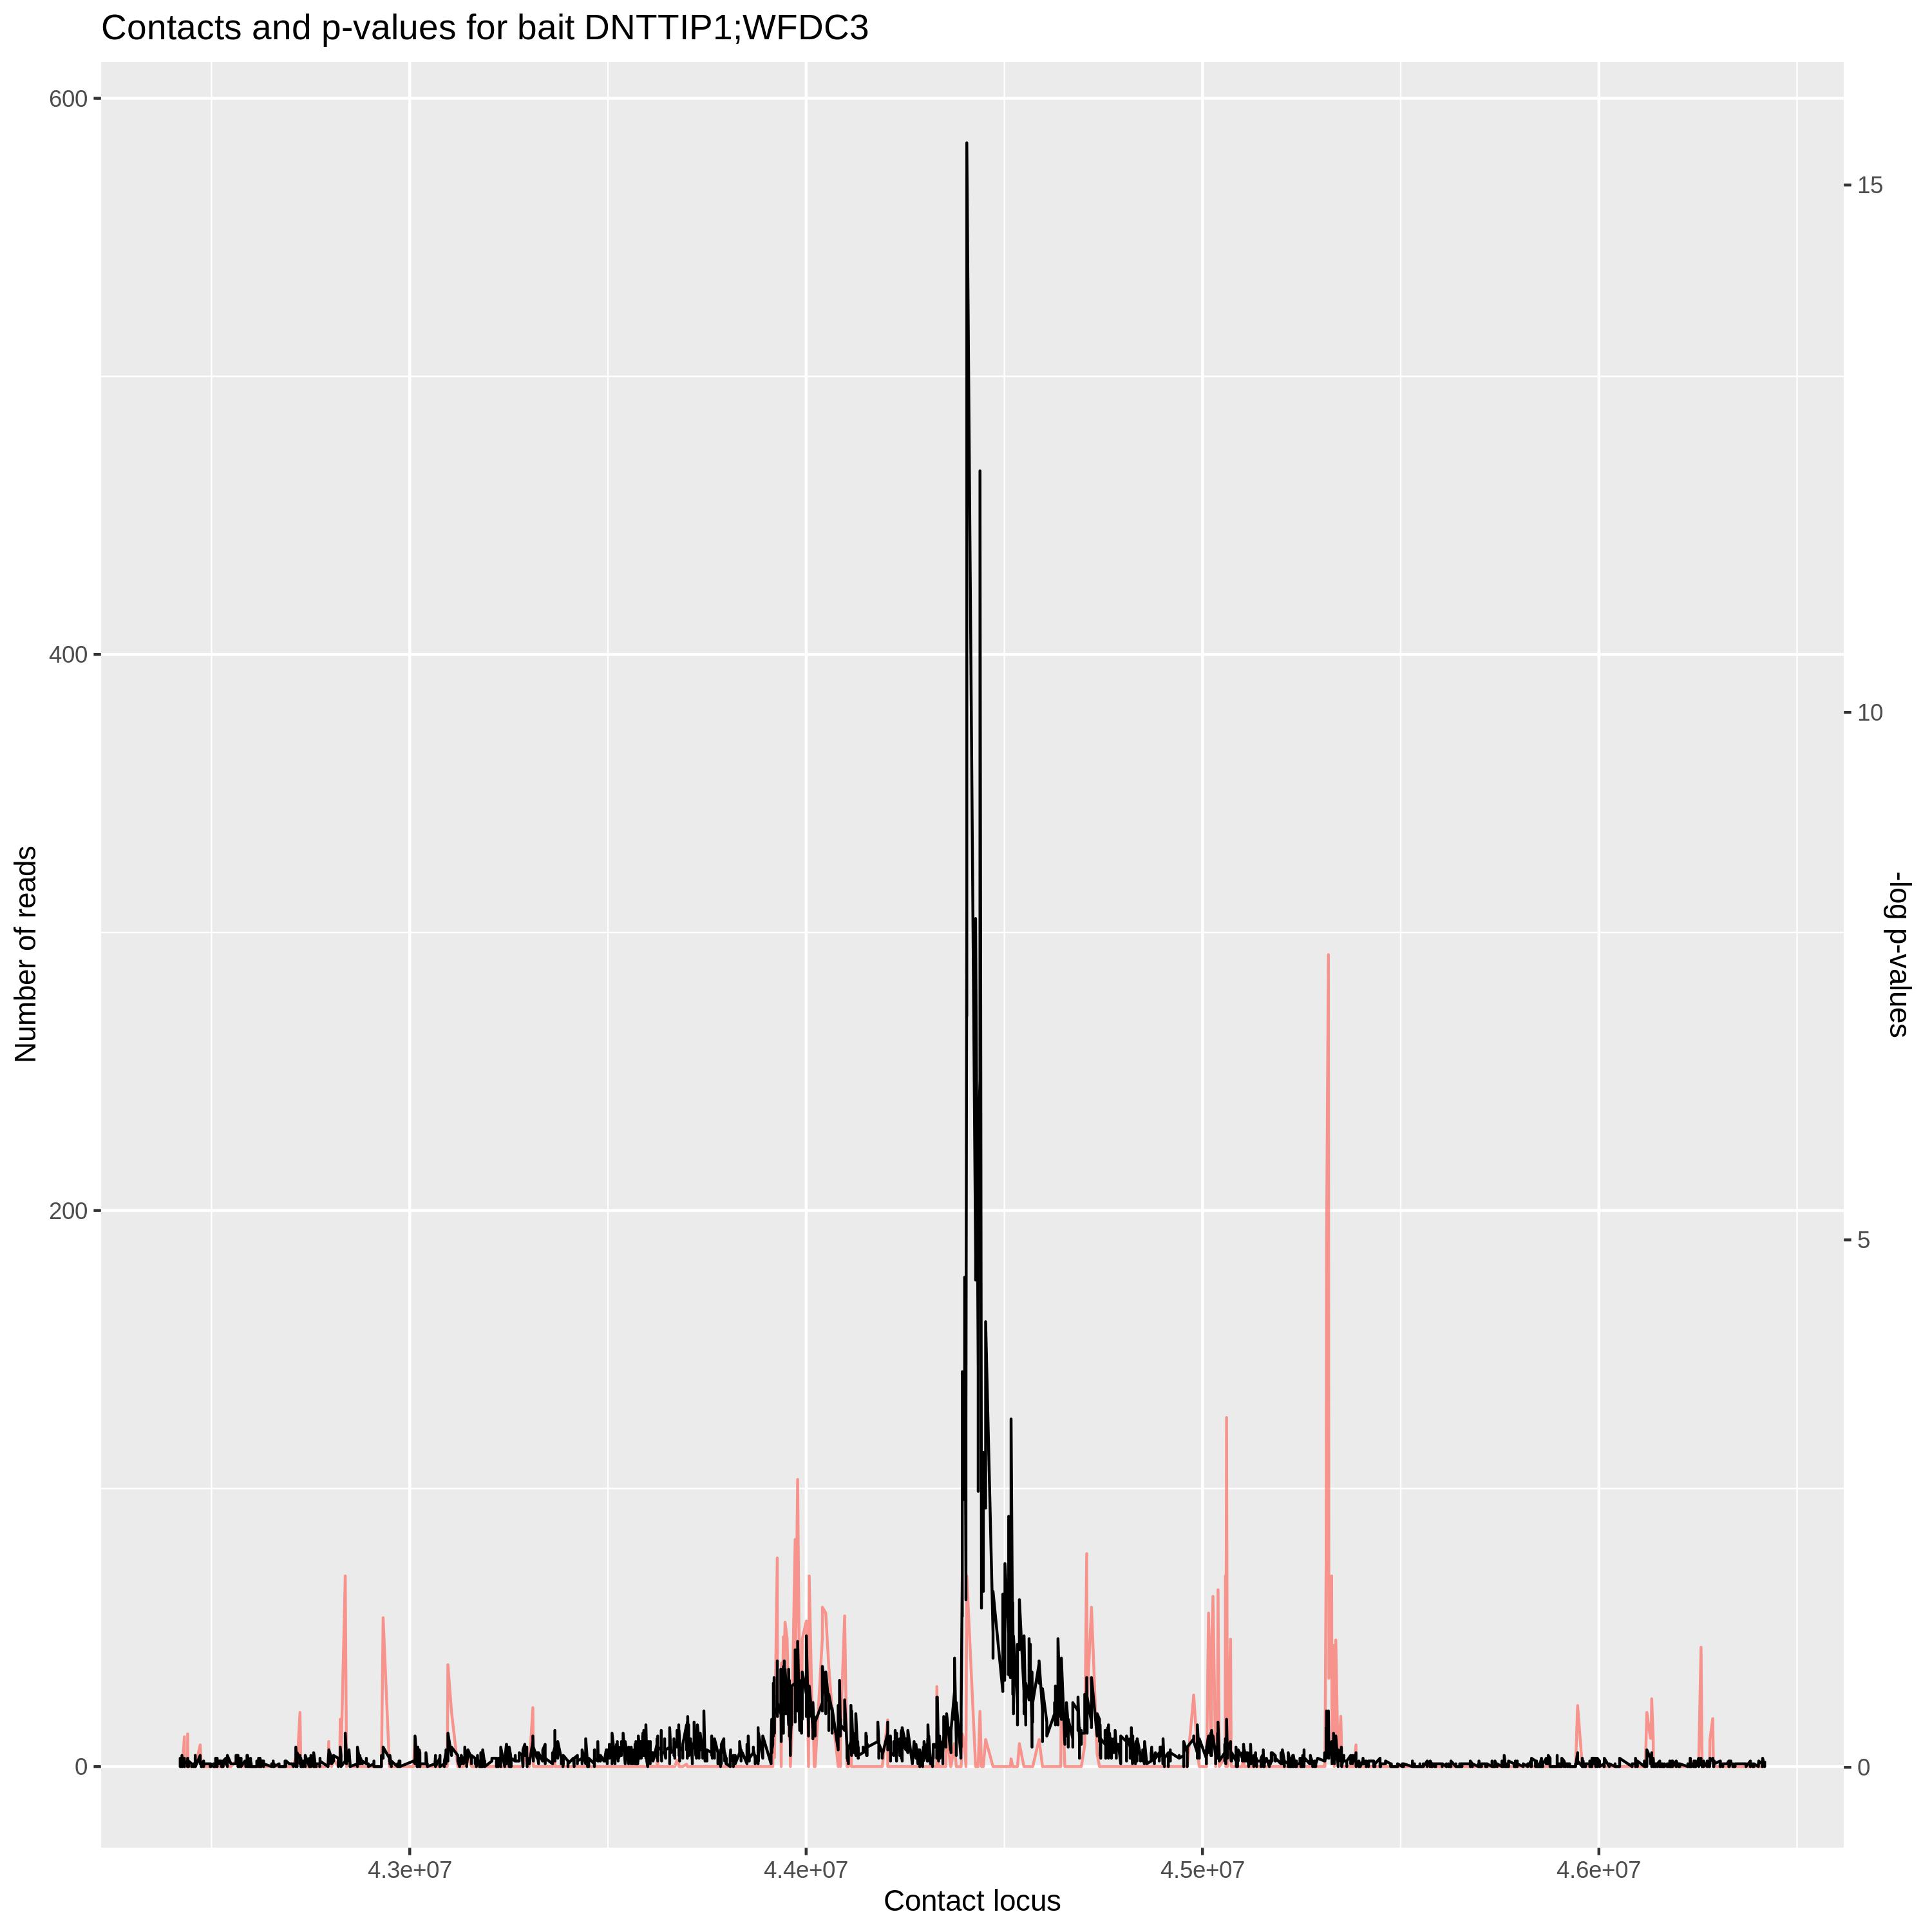 Contacts and p-values for bait DNTTIP1;WFDC3
600
400
200
0
Number of reads
15
10
5
0
-log p-values
4.3e+07
4.4e+07
4.5e+07
4.6e+07
Contact locus